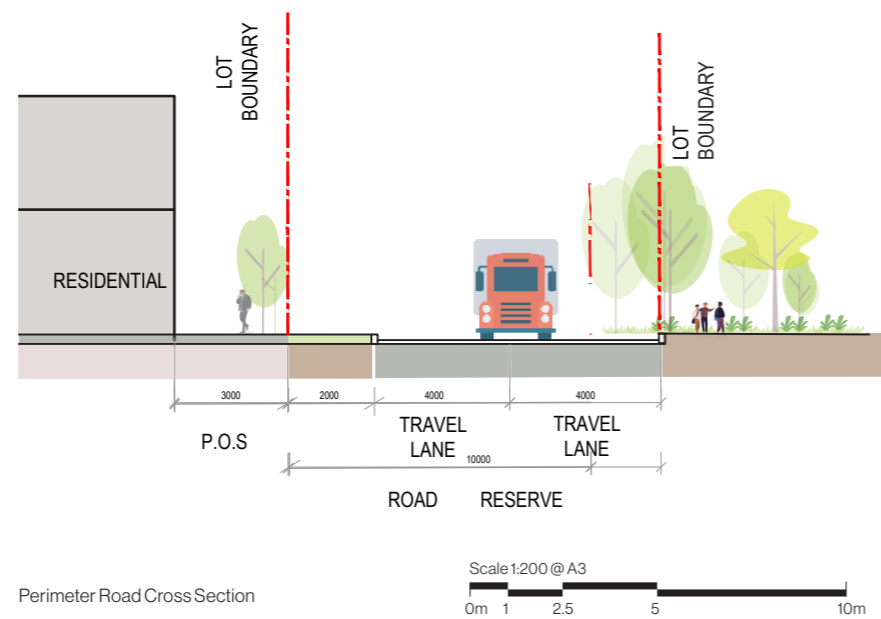 LOT
BOUNDARY
LOT
BOUNDARY
RESIDENTIAL
3000
2000
4000
4000
P.O.S
TRAVEL
LANE
TRAVEL
LANE
10000
ROAD RESERVE
Scale 1:200 @ A3
0m 1 2.5 5 10m
Perimeter Road Cross Section